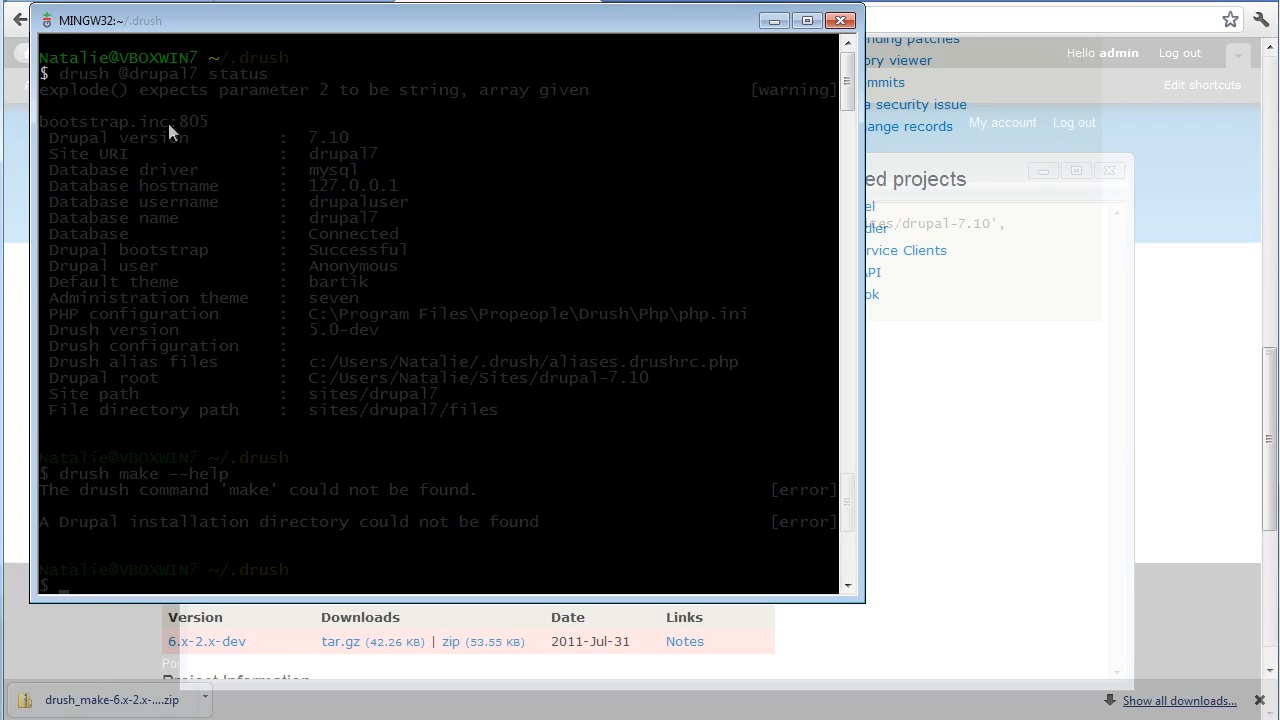 MINGW32:~/.drush
Natalie@VBOXWIN7 ~/.drush
$ drush @drupal7 status
explode() expects parameter 2 to be string, array given [warning]
bootstrap.inc:805
Drupal version : 7.10
Site URI : drupal7
Database driver : mysql
Database hostname : 127.0.0.1
Database username : drupaluser
Database name : drupal7
Database : Connected
Drupal bootstrap : Successful
Drupal user : Anonymous
Default theme : bartik
Administration theme : seven
PHP configuration : C:\Program Files\Propeople\Drush\Php\php.ini
Drush version : 5.0-dev
Drush configuration :
Drush alias files : c:/Users/Natalie/.drush/aliases.drushrc.php
Drupal root : C:/Users/Natalie/Sites/drupal-7.10
Site path : sites/drupal7
File directory path : sites/drupal7/files
Natalie@VBOXWIN7 ~/.drush
$ drush make --help
The drush command 'make' could not be found. [error]
A Drupal installation directory could not be found [error]
Natalie@VBOXWIN7 ~/.drush
$
patches
Hello admin Log out
viewer
Edit shortcuts
a security issue
records
My account Log out
projects
/drupal-7.10',
Clients
API
Version Downloads Date Links
6.x-2.x-dev tar.gz (42.26 KB) | zip (53.55 KB) 2011-Jul-31 Notes
Project Information
drush_make-6.x-2.x-....zip
Show all downloads...